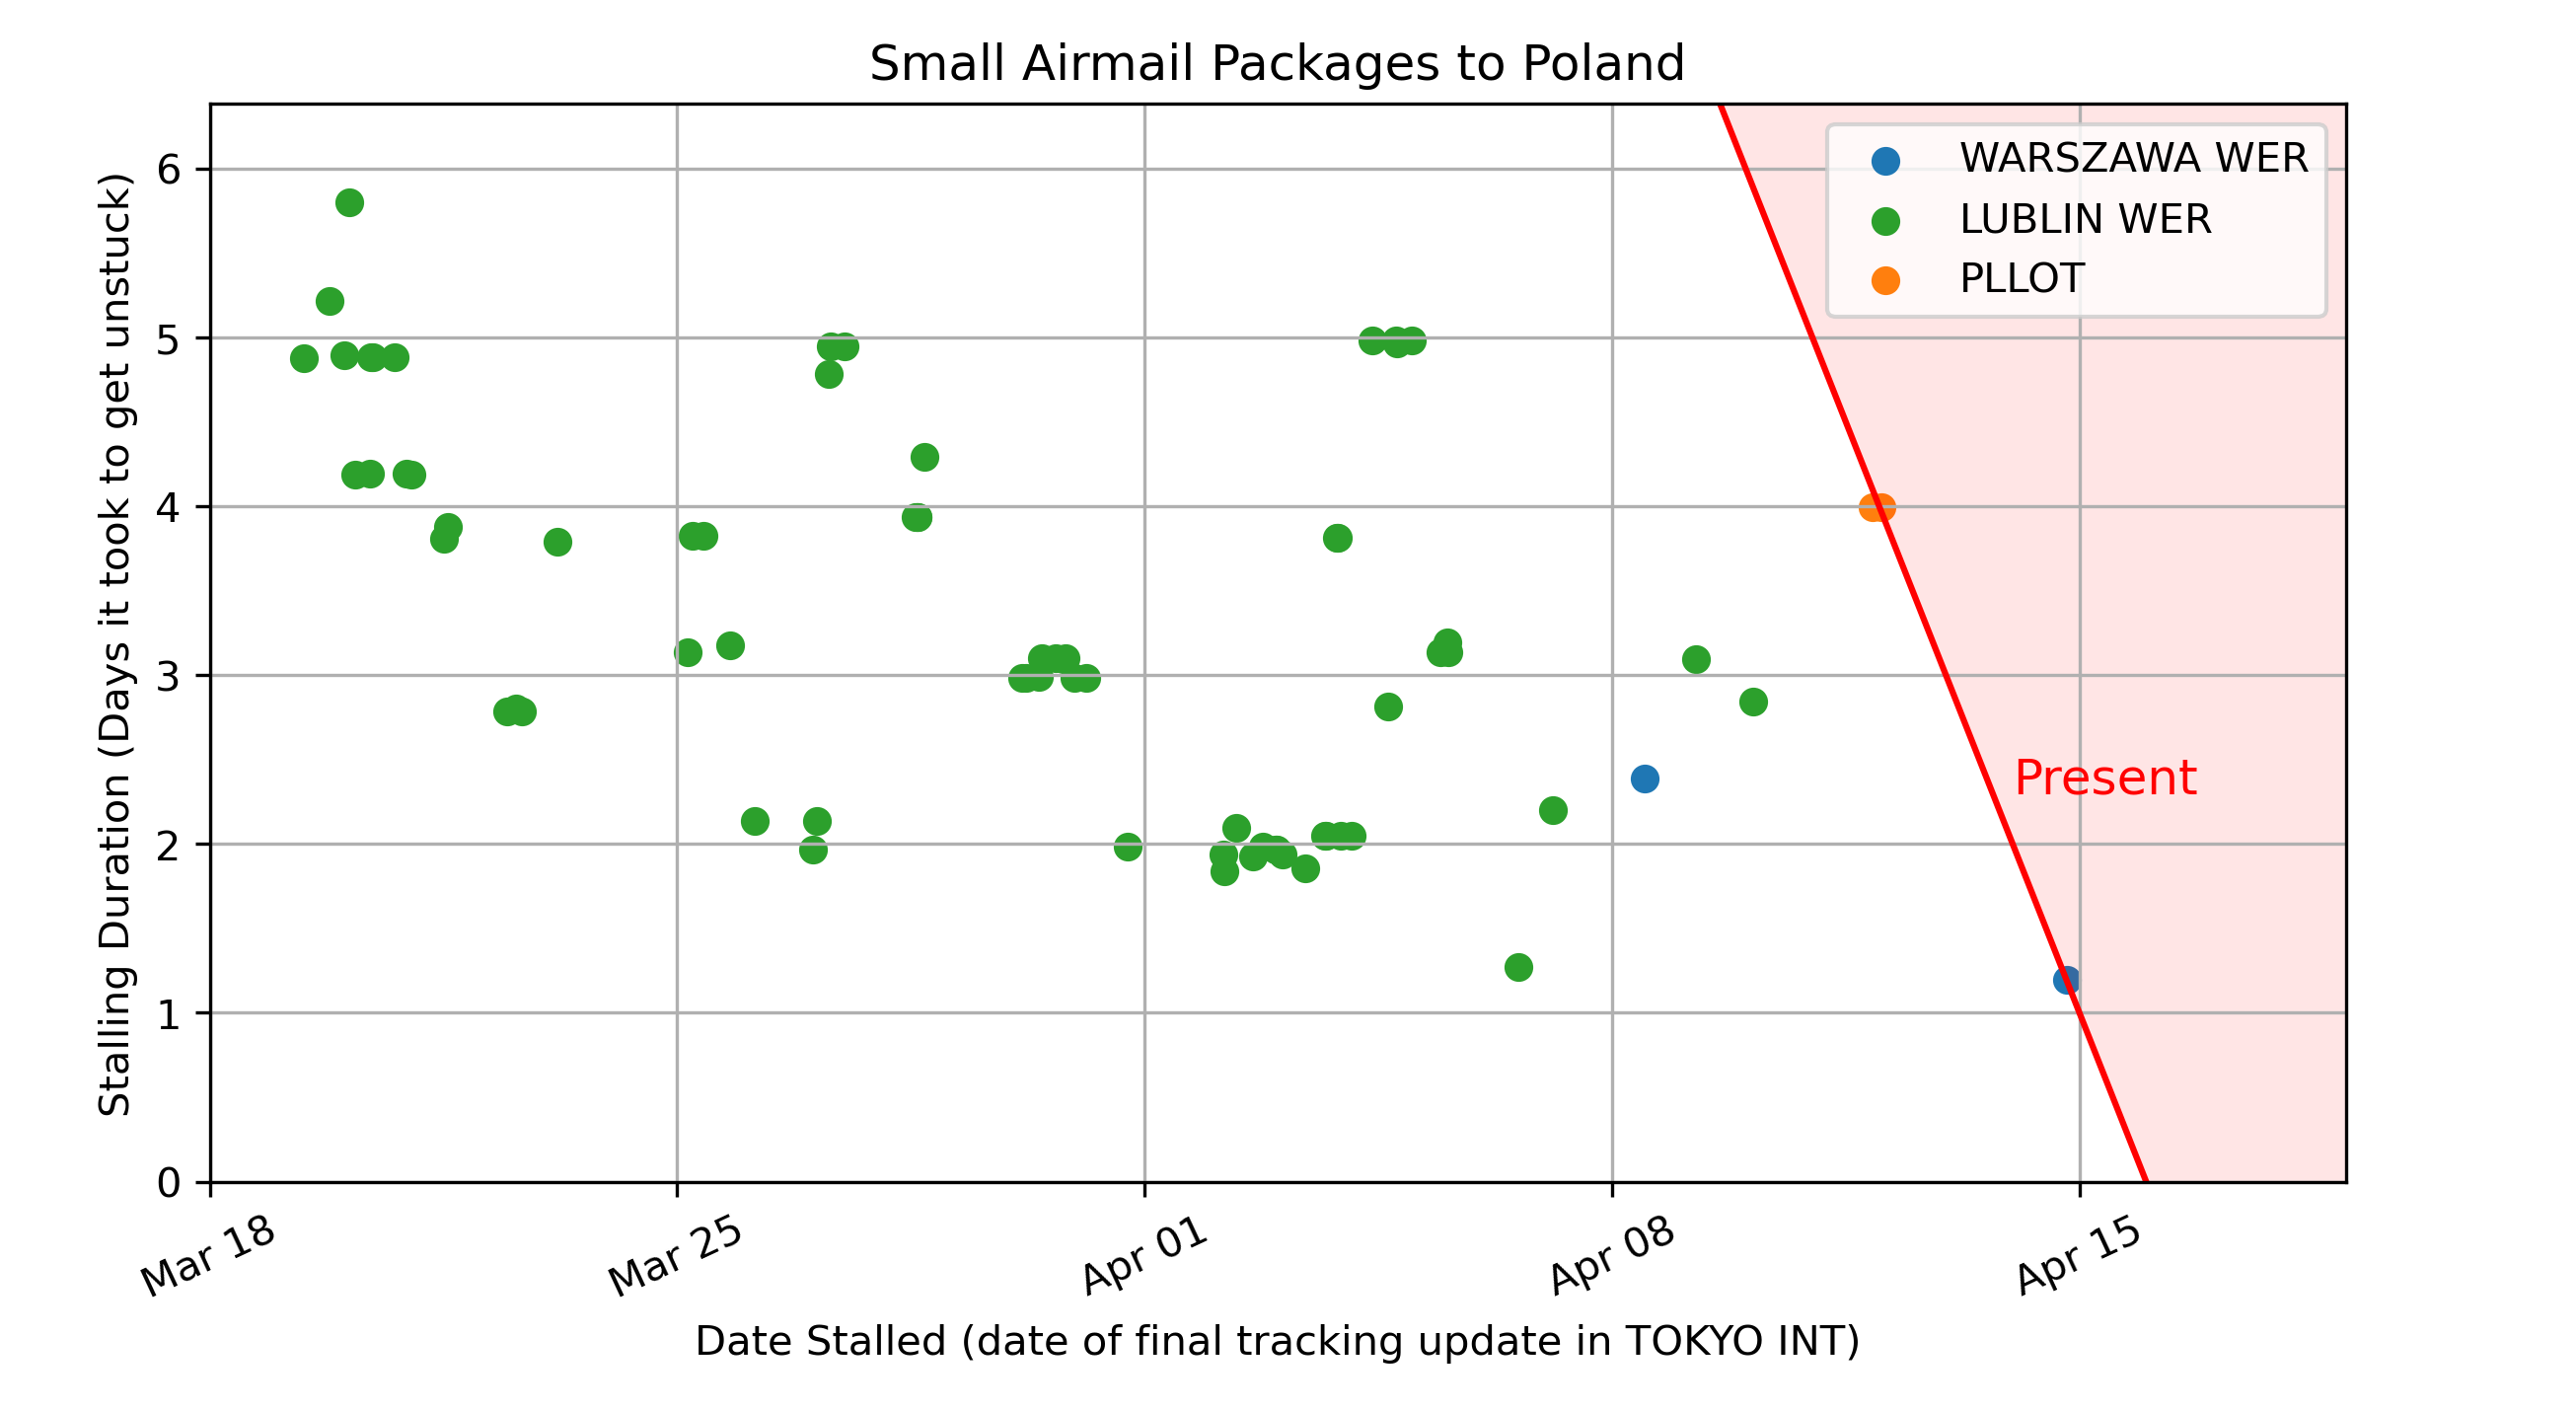 Small Airmail Packages to Poland
Stalling Duration (Days it took to get unstuck)
6
5
4
3
2
1
0
WARSZAWA WER
LUBLIN WER
PLLOT
Present
Mar 18
Mar 25
Apr 01
Apr 08
Apr 15
Date Stalled (date of final tracking update in TOKYO INT)